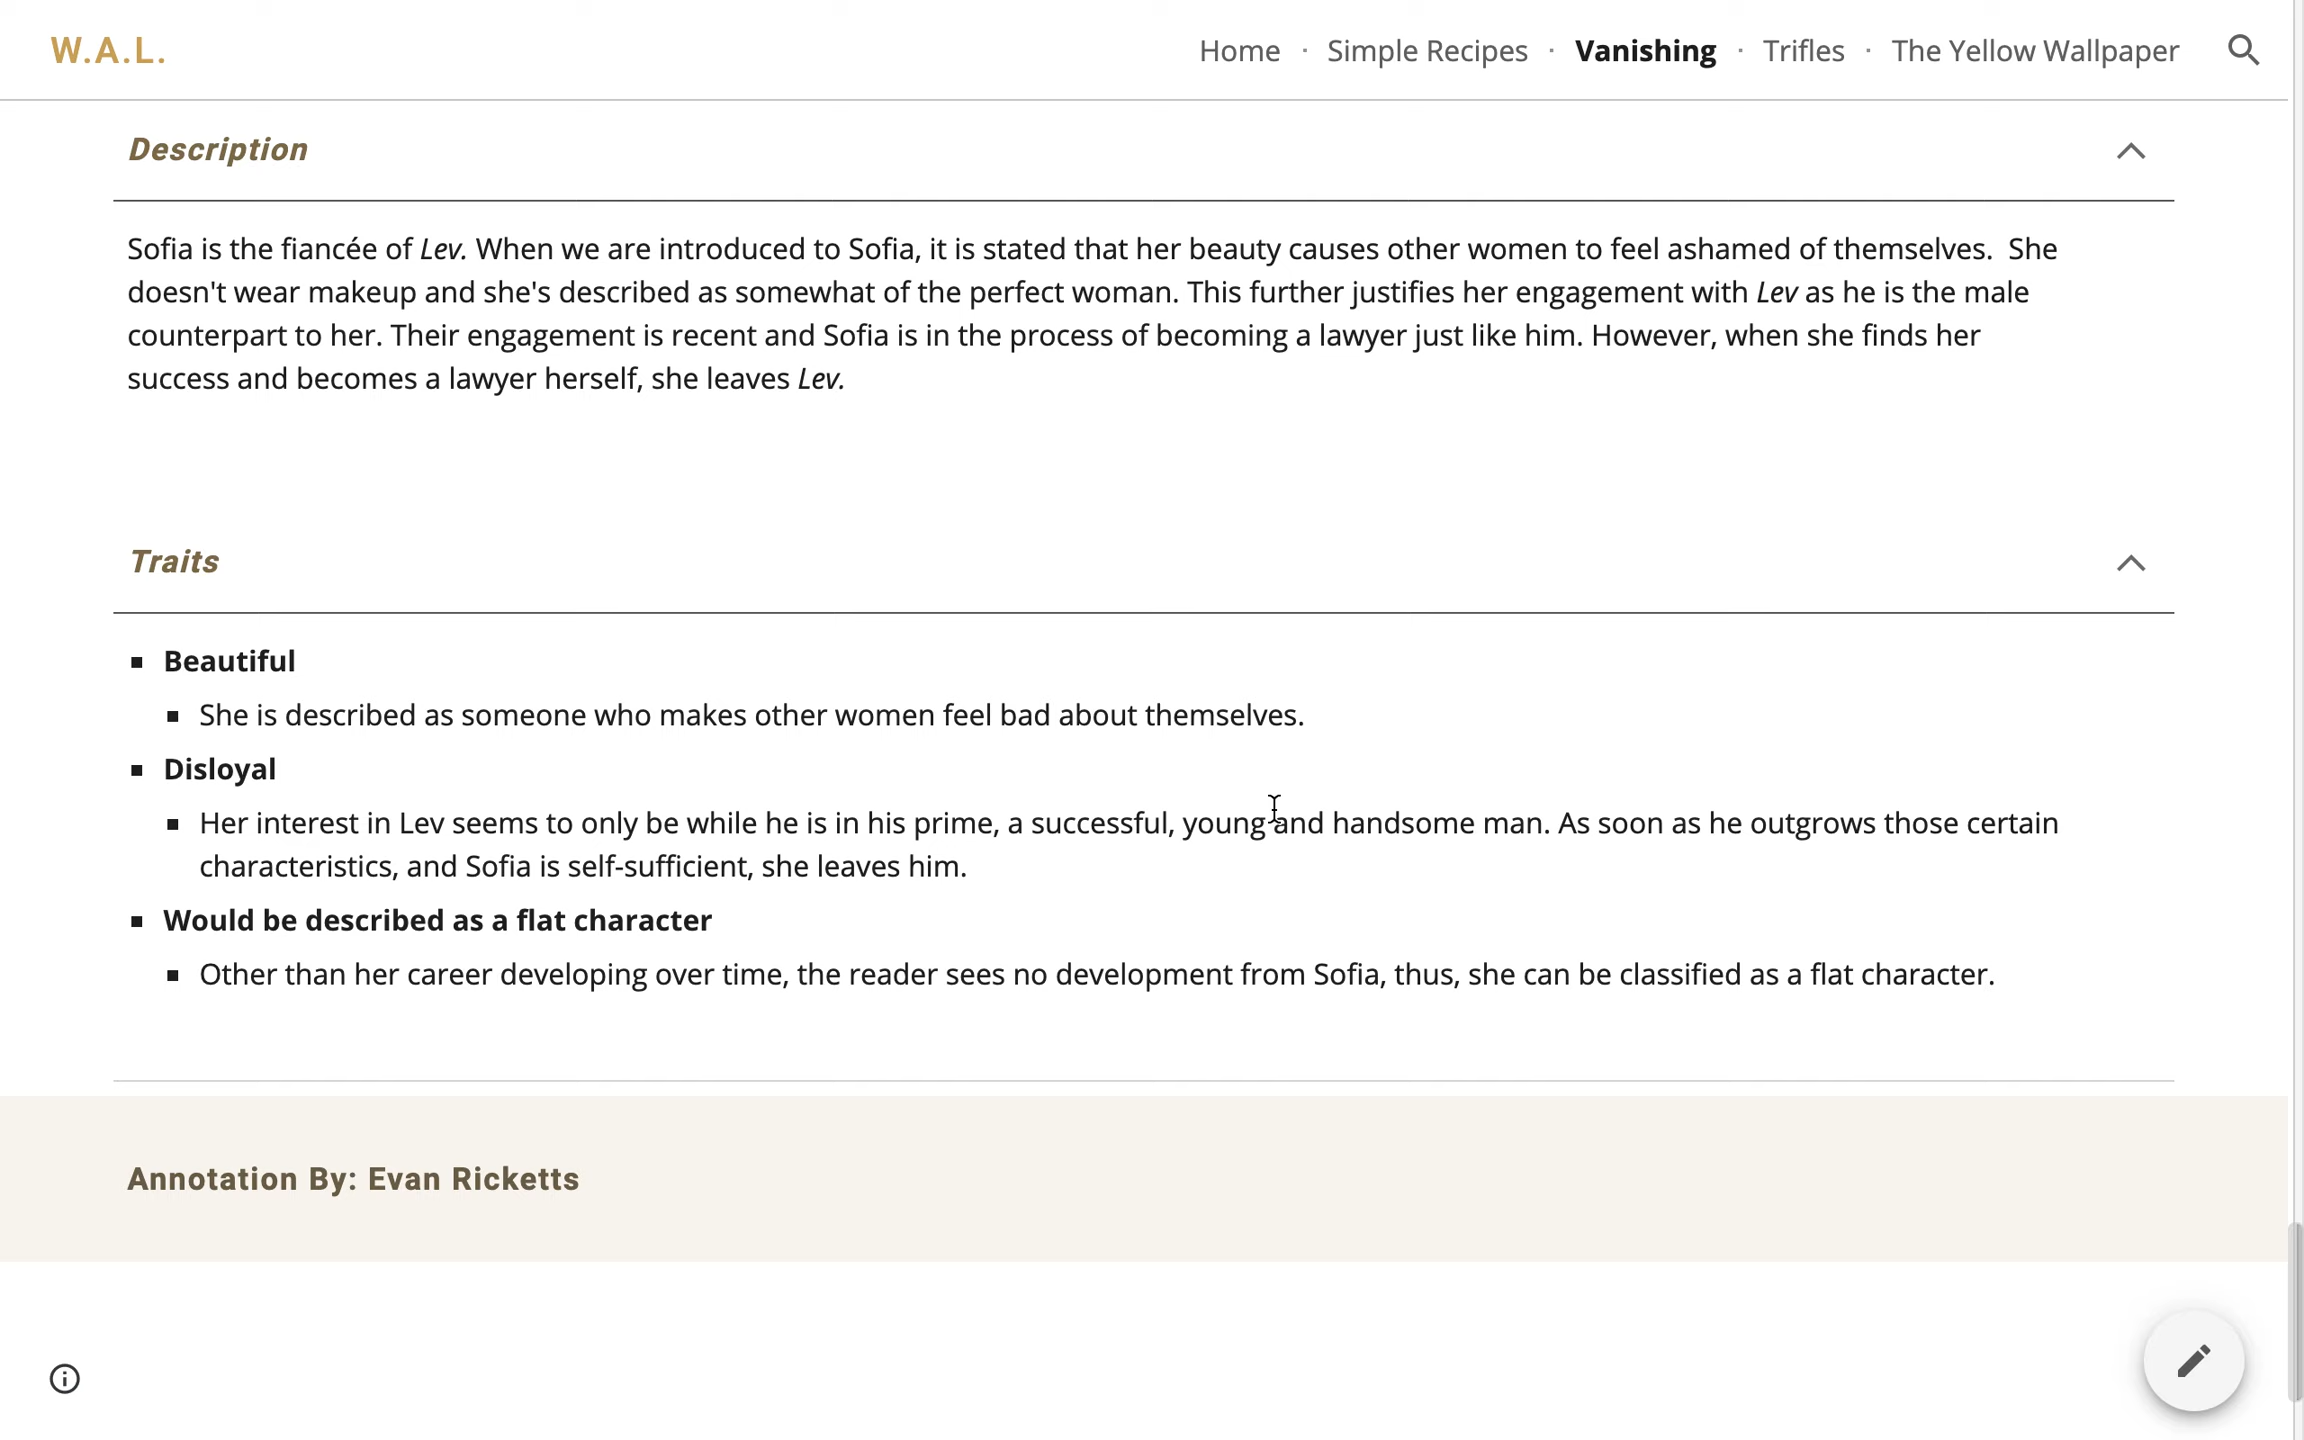 W.A.L.
Home · Simple Recipes · Vanishing · Trifles · The Yellow Wallpaper
Description
Sofia is the fiancée of Lev. When we are introduced to Sofia, it is stated that her beauty causes other women to feel ashamed of themselves.  She
doesn't wear makeup and she's described as somewhat of the perfect woman. This further justifies her engagement with Lev as he is the male
counterpart to her. Their engagement is recent and Sofia is in the process of becoming a lawyer just like him. However, when she finds her
success and becomes a lawyer herself, she leaves Lev.
Traits
▪ Beautiful
▪ She is described as someone who makes other women feel bad about themselves.
▪ Disloyal
▪ Her interest in Lev seems to only be while he is in his prime, a successful, young and handsome man. As soon as he outgrows those certain
characteristics, and Sofia is self-sufficient, she leaves him.
▪ Would be described as a flat character
▪ Other than her career developing over time, the reader sees no development from Sofia, thus, she can be classified as a flat character.
Annotation By: Evan Ricketts